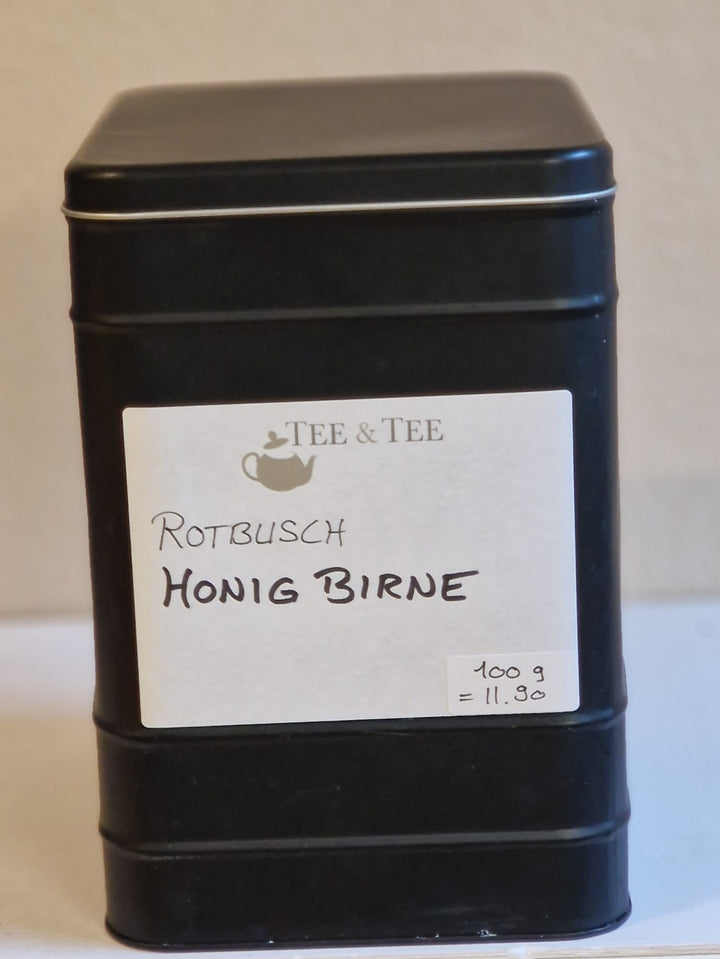 TEE & TEE
ROTBUSCH
HONIG BIRNE
100 g
= 11.90